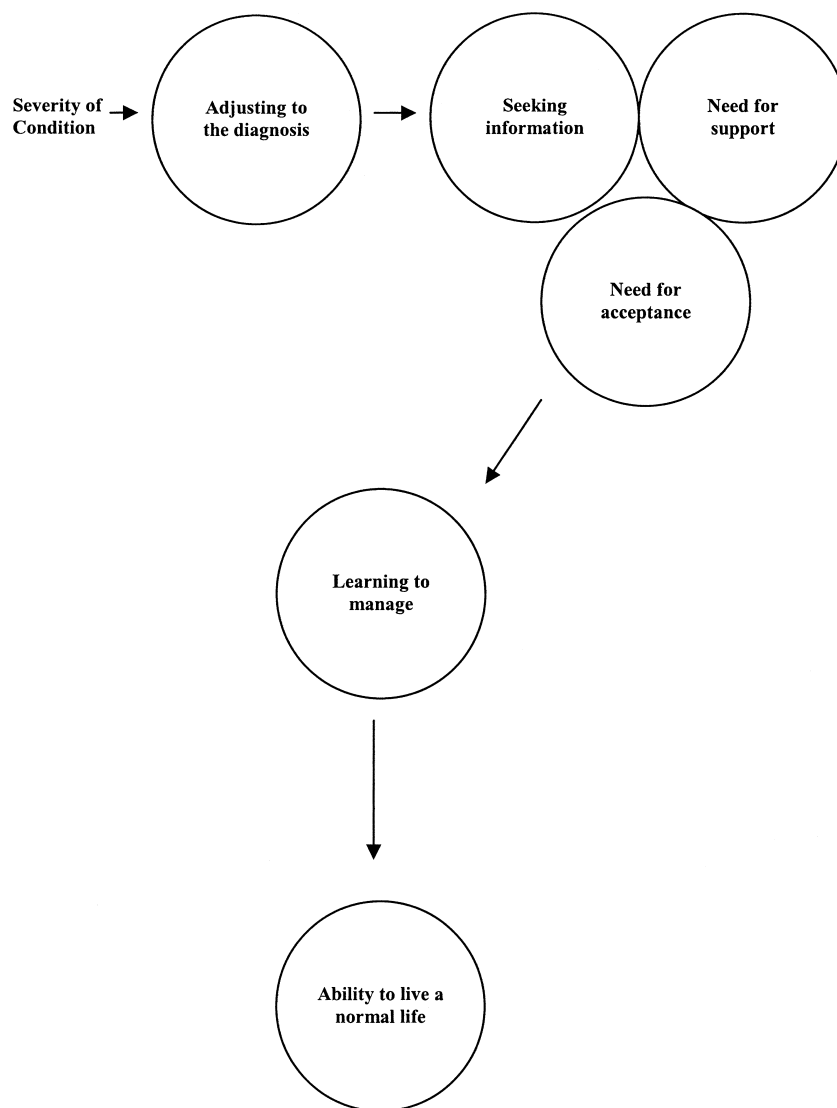 Severity of
Condition
Adjusting to
the diagnosis
Seeking
information
Need for
support
Need for
acceptance
Learning to
manage
Ability to live a
normal life